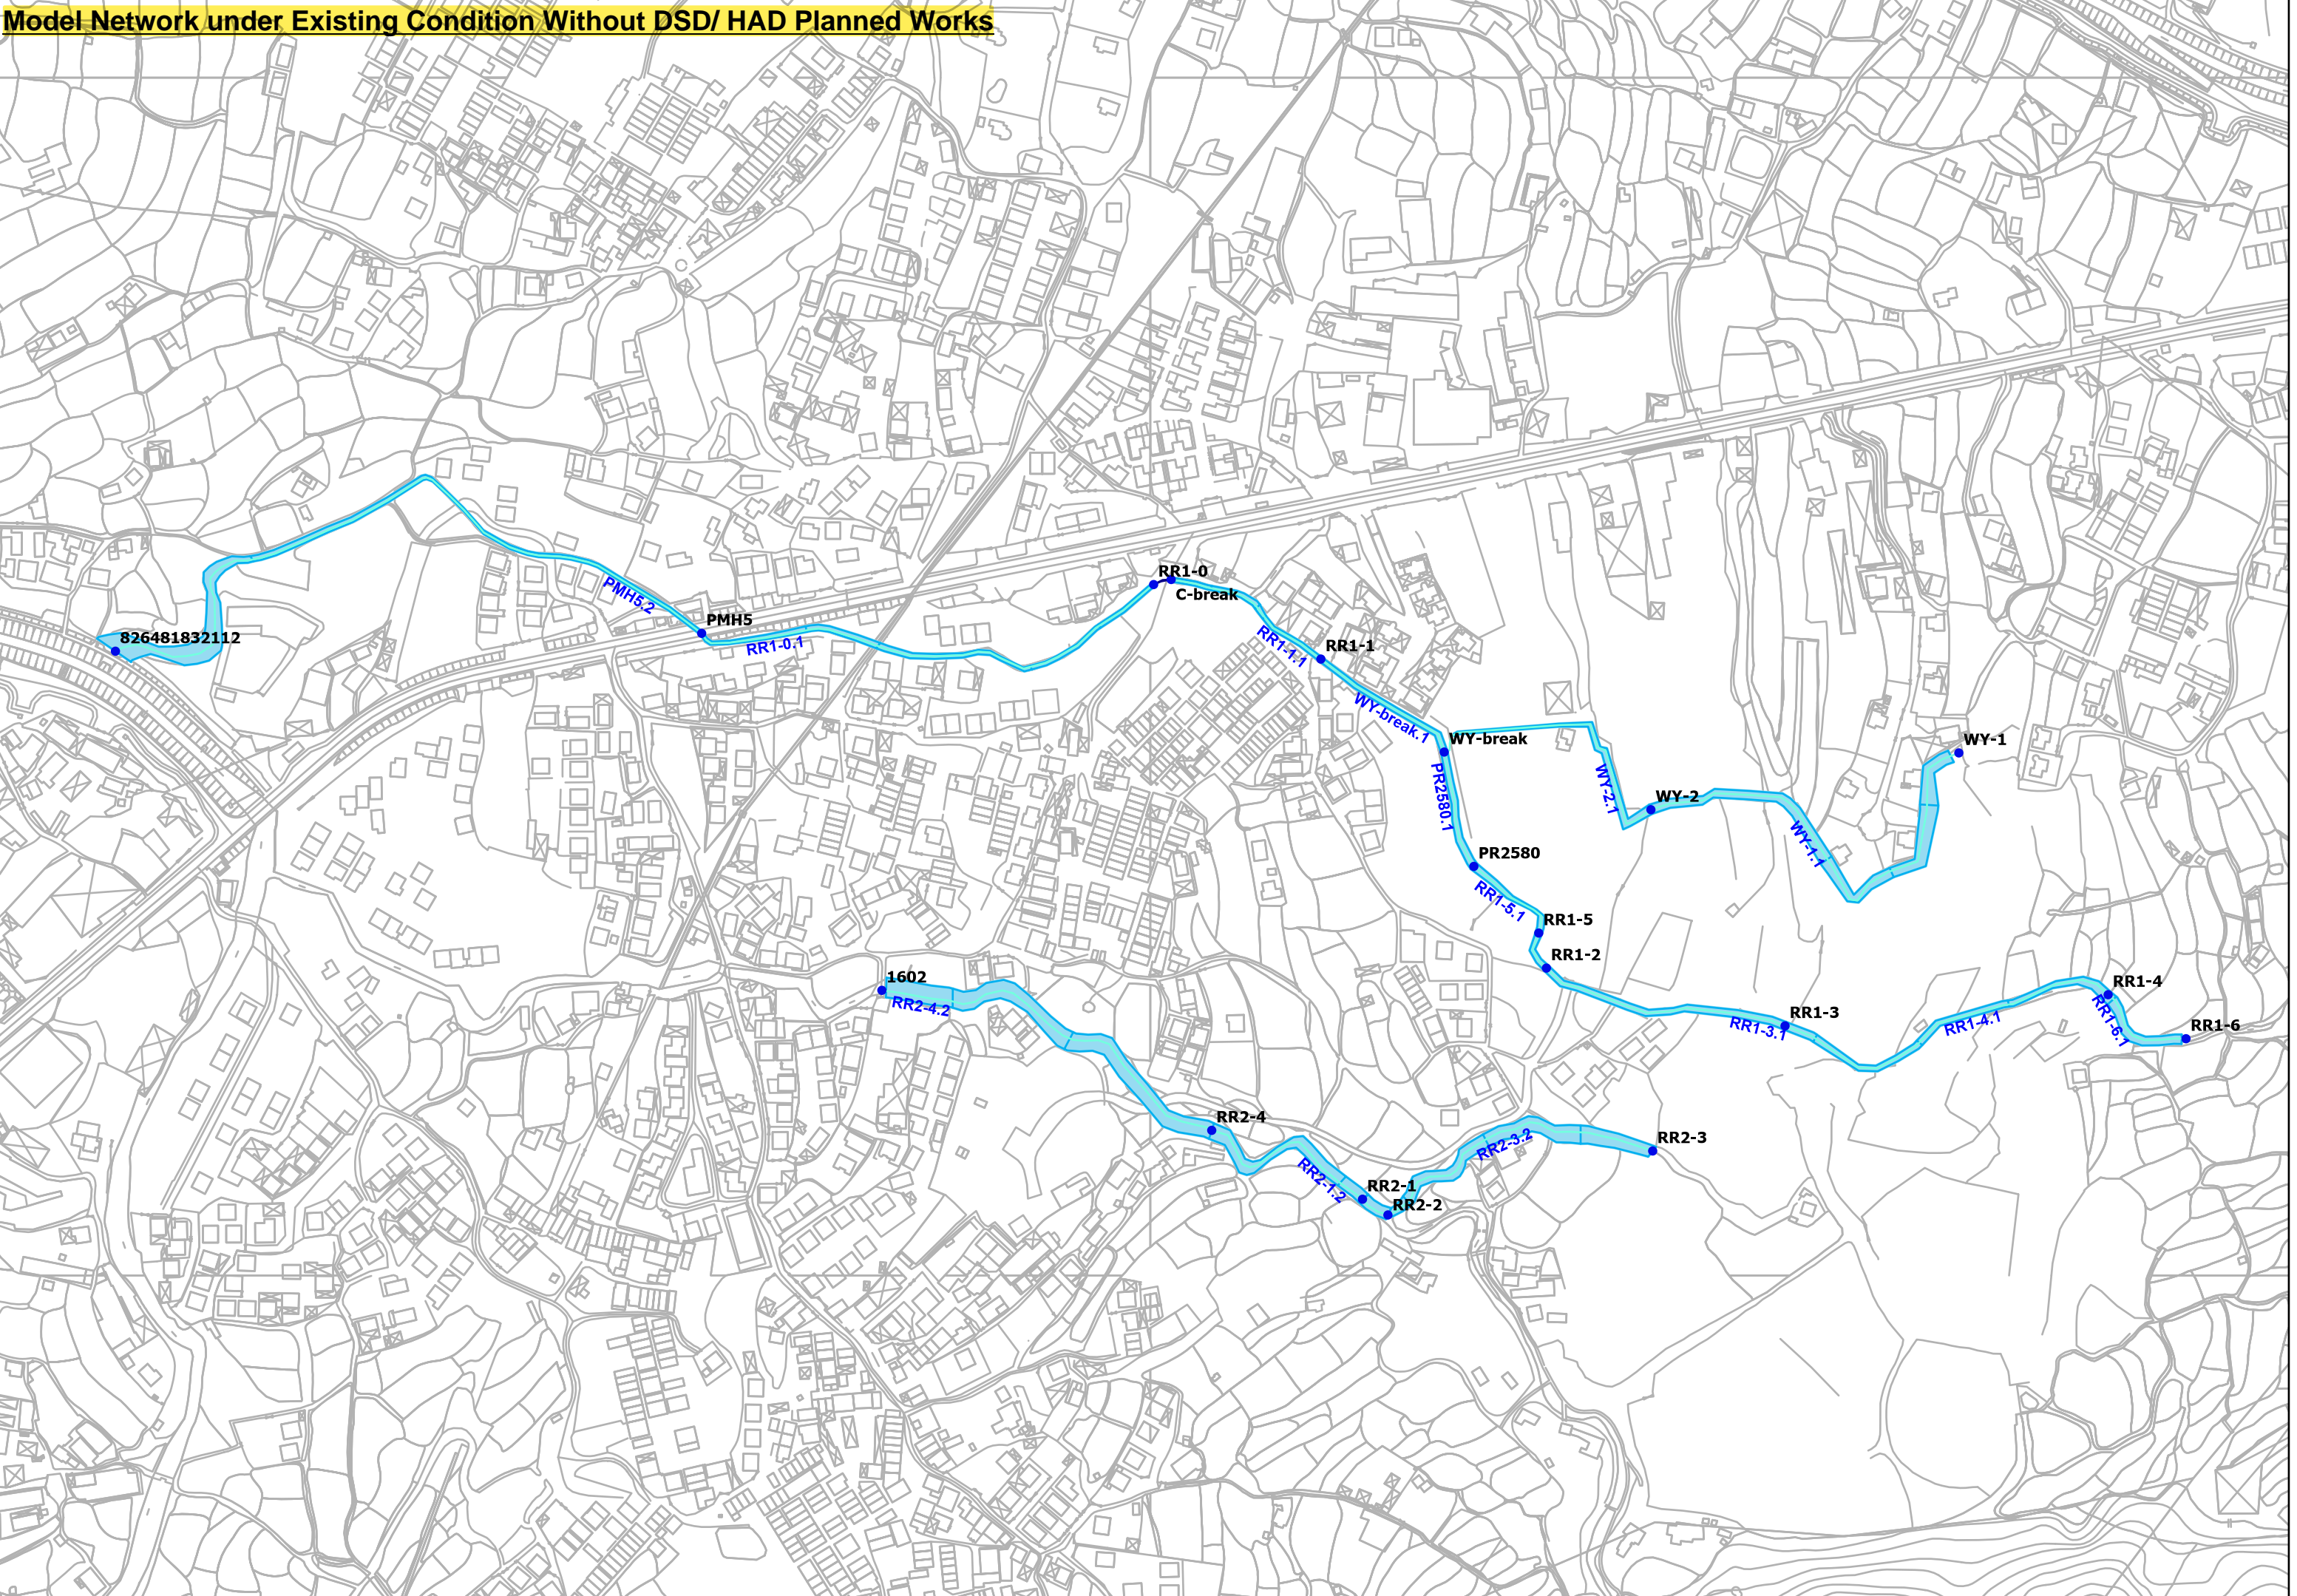 Model Network under Existing Condition Without DSD/ HAD Planned Works
RR1-0
C-break
PMH5.2
PMH5
826481832112
RR1-0.1
RR1-1.1
RR1-1
WY-break.1
WY-break
WY-1
PR2580.1
WY-2.1
WY-2
WY-1.1
PR2580
RR1-5.1
RR1-5
RR1-2
1602
RR2-4.2
RR1-4
RR1-3
RR1-3.1
RR1-4.1
RR1-6.1
RR1-6
RR2-4
RR2-3.2
RR2-3
RR2-1.2
RR2-1
RR2-2